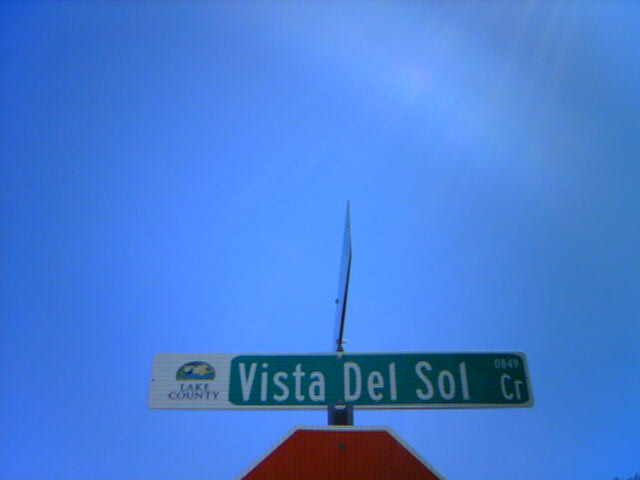 LAKE
COUNTY
Vista Del Sol
0849
Cr